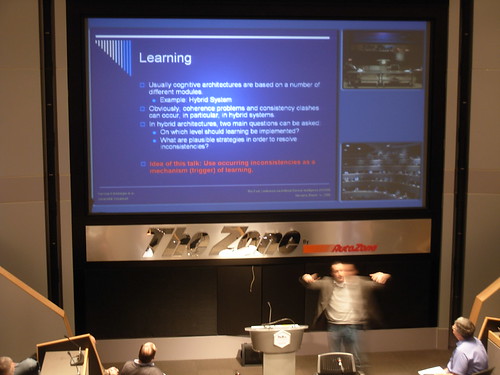 Learning
Usually cognitive architectures are based on a number of
different modules.
Example: Hybrid System
Obviously, coherence problems and consistency clashes
can occur, in particular, in hybrid systems.
In hybrid architectures, two main questions can be asked:
On which level should learning be implemented?
What are plausible strategies in order to resolve
inconsistencies?
Idea of this talk: Use occurring inconsistencies as a
mechanism (trigger) of learning.
The Zone
By
AutoZone